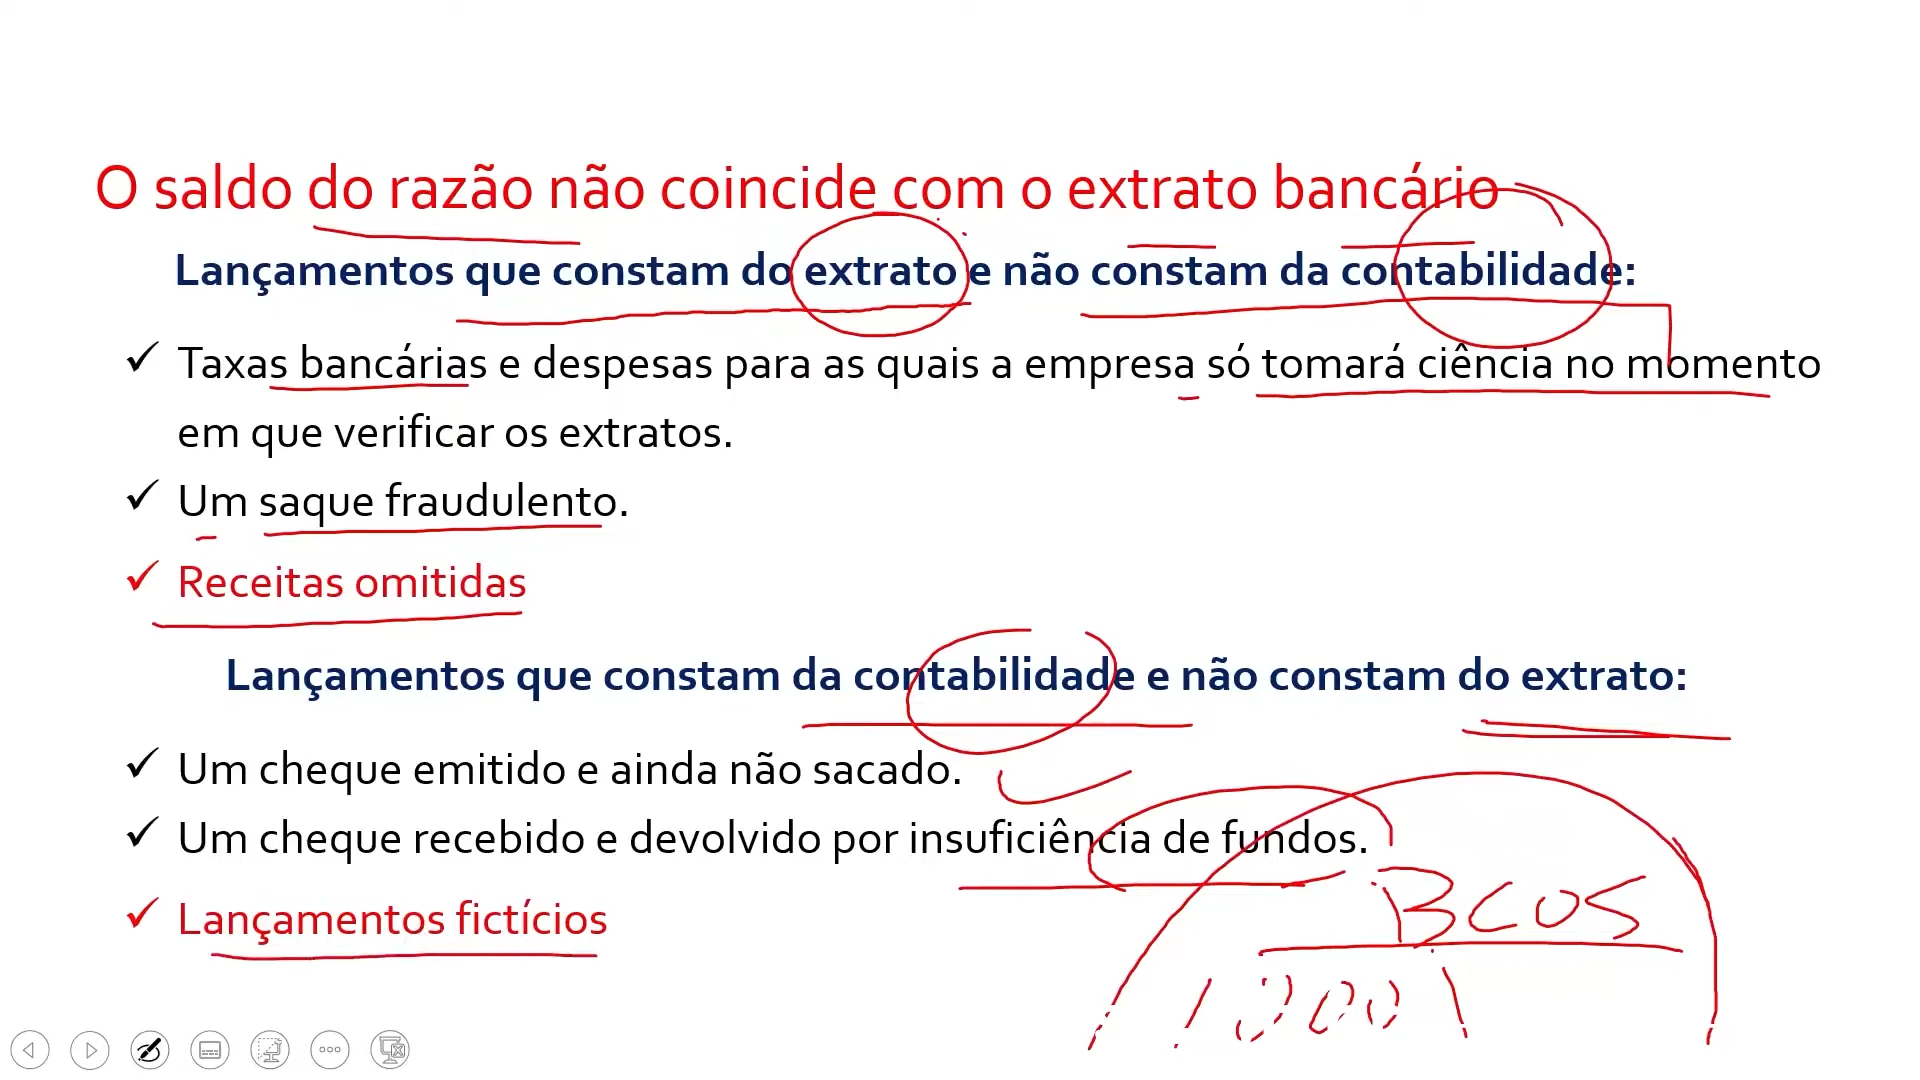 O saldo do razão não coincide com o extrato bancário
Lançamentos que constam do extrato e não constam da contabilidade:
✓ Taxas bancárias e despesas para as quais a empresa só tomará ciência no momento
em que verificar os extratos.
✓ Um saque fraudulento.
✓ Receitas omitidas
Lançamentos que constam da contabilidade e não constam do extrato:
✓ Um cheque emitido e ainda não sacado.
✓ Um cheque recebido e devolvido por insuficiência de fundos.
BCOS
✓ Lançamentos fictícios
1000